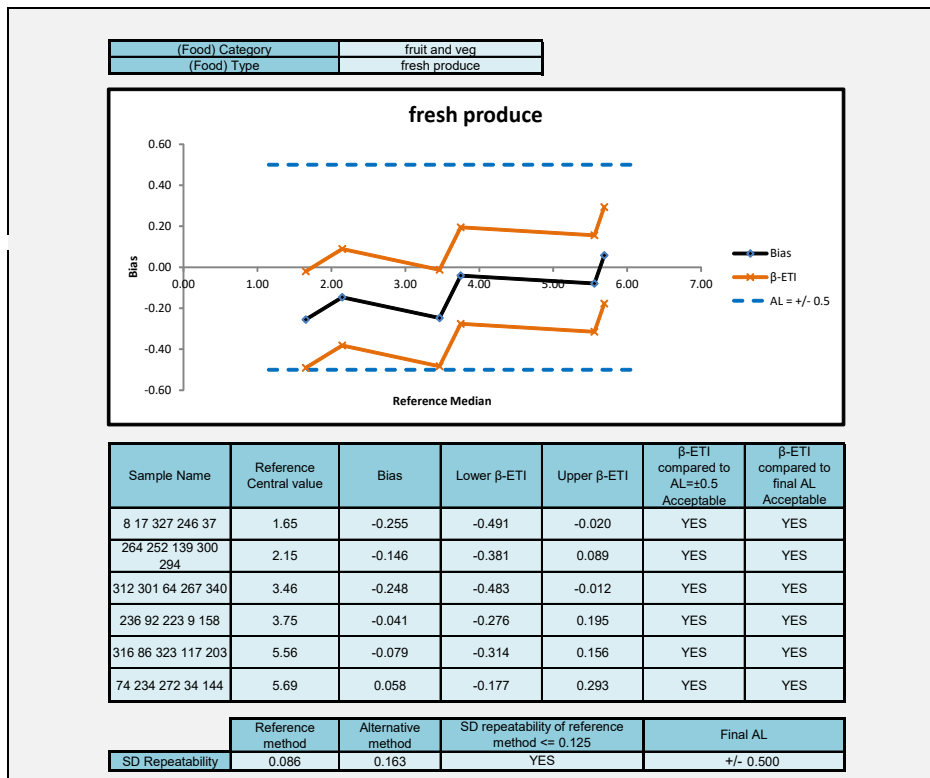 (Food) Category fruit and veg
(Food) Type fresh produce
fresh produce
0.60
0.40
0.20
0.00
-0.20
-0.40
-0.60
0.00 1.00 2.00 3.00 4.00 5.00 6.00 7.00
Bias
Reference Median
Bias
β-ETI
AL = +/- 0.5
Sample Name Reference Central value Bias Lower β-ETI Upper β-ETI β-ETI compared to AL=±0.5 Acceptable β-ETI compared to final AL Acceptable
8 17 327 246 37 1.65 -0.255 -0.491 -0.020 YES YES
264 252 139 300 294 2.15 -0.146 -0.381 0.089 YES YES
312 301 64 267 340 3.46 -0.248 -0.483 -0.012 YES YES
236 92 223 9 158 3.75 -0.041 -0.276 0.195 YES YES
316 86 323 117 203 5.56 -0.079 -0.314 0.156 YES YES
74 234 272 34 144 5.69 0.058 -0.177 0.293 YES YES
Reference method Alternative method SD repeatability of reference method <= 0.125 Final AL
SD Repeatability 0.086 0.163 YES +/- 0.500